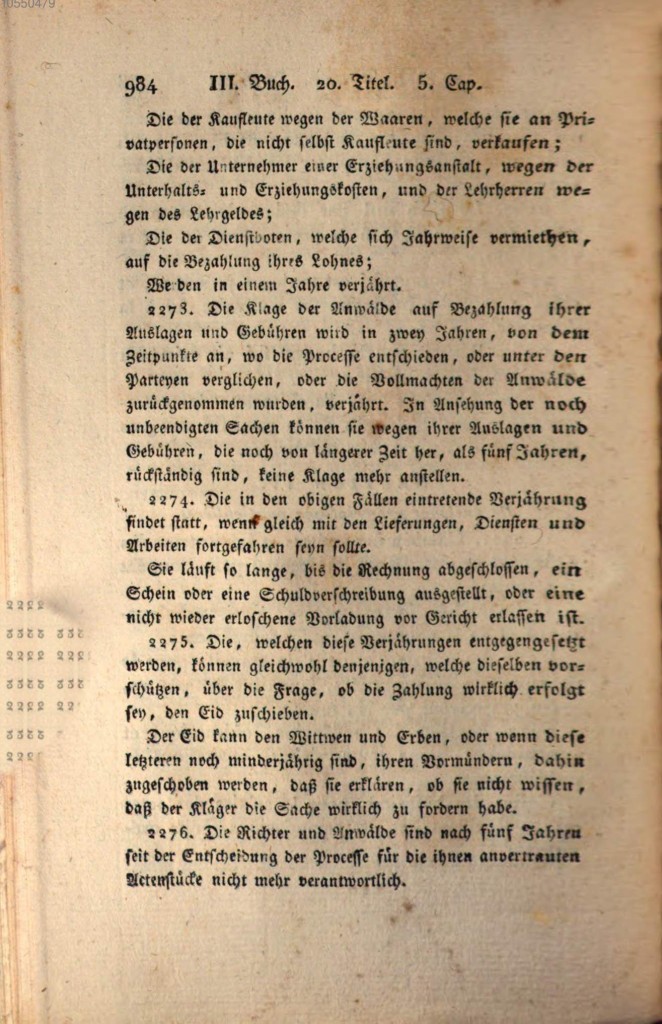 10550479
984 III. Buch. 20. Titel. 5. Cap.
Die der Kaufleute wegen der Waaren, welche sie an Pri-
vatpersonen, die nicht selbst Kaufleute sind, verkaufen;
Die der Unternehmer einer Erziehungsanstalt, wegen der
Unterhalts- und Erziehungskosten, und der Lehrherren we-
gen des Lehrgeldes;
Die der Dienstboten, welche sich Jahrweise vermiethen,
auf die Bezahlung ihres Lohnes;
We den in einem Jahre verjährt.
2273. Die Klage der Anwälde auf Bezahlung ihrer
Auslagen und Gebühren wird in zwey Jahren, von dem
Zeitpunkte an, wo die Processe entschieden, oder unter den
Parteyen verglichen, oder die Vollmachten der Anwälde
zurückgenommen wurden, verjährt. In Ansehung der noch
unbeendigten Sachen können sie wegen ihrer Auslagen und
Gebühren, die noch von längerer Zeit her, als fünf Jahren,
rückständig sind, keine Klage mehr anstellen.
2274. Die in den obigen Fällen eintretende Verjährung
findet statt, wenn gleich mit den Lieferungen, Diensten und
Arbeiten fortgefahren seyn sollte.
Sie läuft so lange, bis die Rechnung abgeschlossen, ein
Schein oder eine Schuldverschreibung ausgestellt, oder eine
nicht wieder erloschene Vorladung vor Gericht erlassen ist.
2275. Die, welchen diese Verjährungen entgegengesetzt
werden, können gleichwohl denjenigen, welche dieselben vor-
schützen, über die Frage, ob die Zahlung wirklich erfolgt
sey, den Eid zuschieben.
Der Eid kann den Wittwen und Erben, oder wenn diese
letzteren noch minderjährig sind, ihren Vormündern, dahin
zugeschoben werden, daß sie erklären, ob sie nicht wissen,
daß der Kläger die Sache wirklich zu fordern habe.
2276. Die Richter und Anwälde sind nach fünf Jahren
seit der Entscheidung der Processe für die ihnen anvertrauten
Actenstücke nicht mehr verantwortlich.